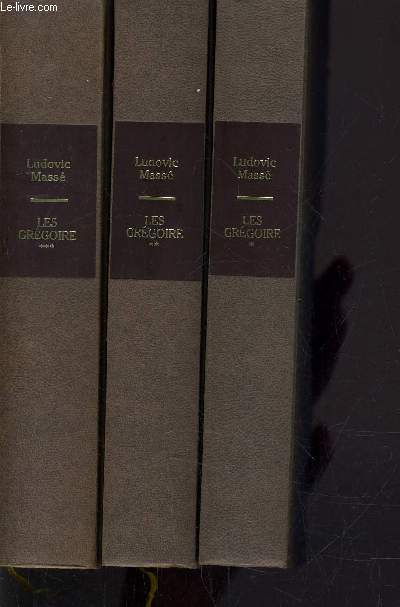 Le-livre.com
Ludovic
Massé
LES
GRÉGOIRE
***
Ludovic
Massé
LES
GRÉGOIRE
**
Ludovic
Massé
LES
GRÉGOIRE
*